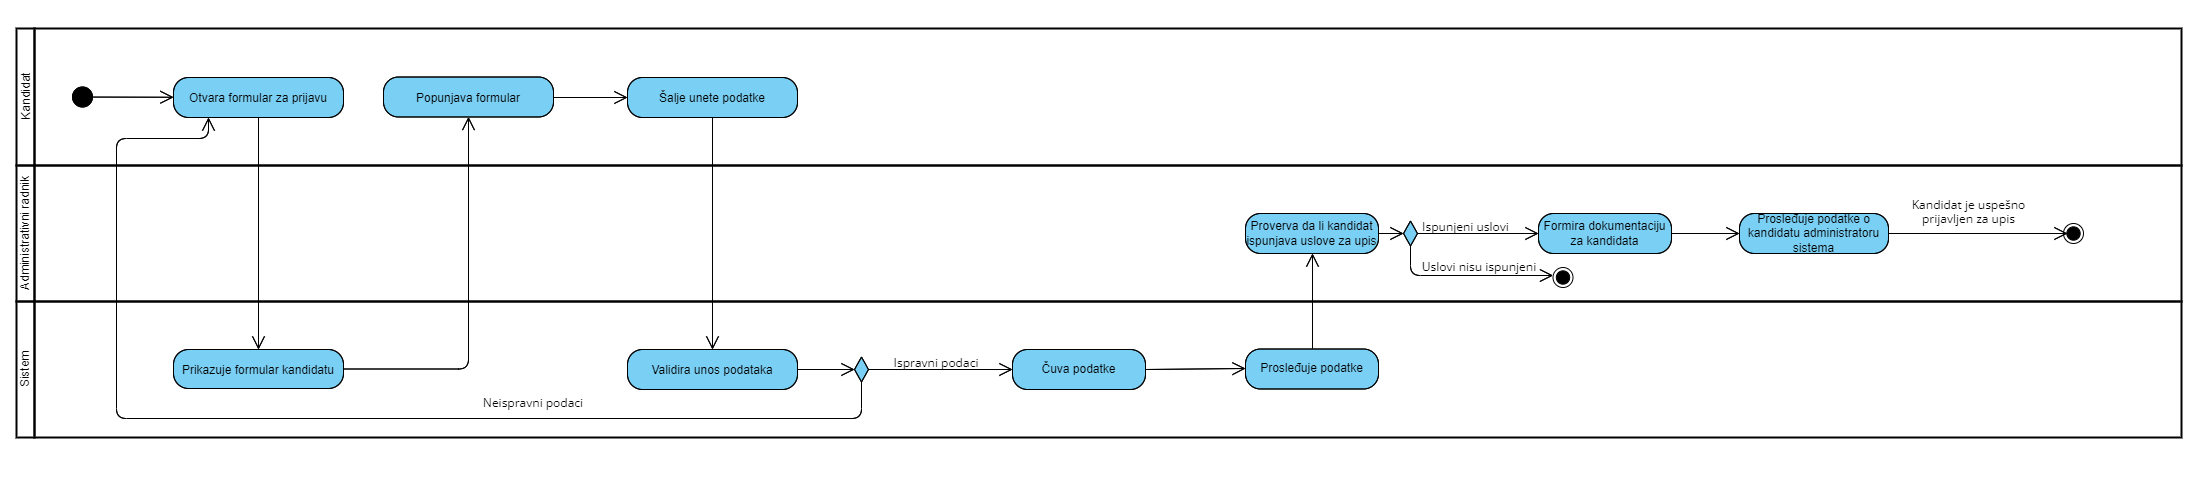 Kandidat
Otvara formular za prijavu
Popunjava formular
Šalje unete podatke
Administrativni radnik
Proverva da li kandidat
ispunjava uslove za upis
Ispunjeni uslovi
Uslovi nisu ispunjeni
Formira dokumentaciju
za kandidata
Prosleđuje podatke o
kandidatu administratoru
sistema
Kandidat je uspešno
prijavljen za upis
Sistem
Prikazuje formular kandidatu
Validira unos podataka
Ispravni podaci
Neispravni podaci
Čuva podatke
Prosleđuje podatke